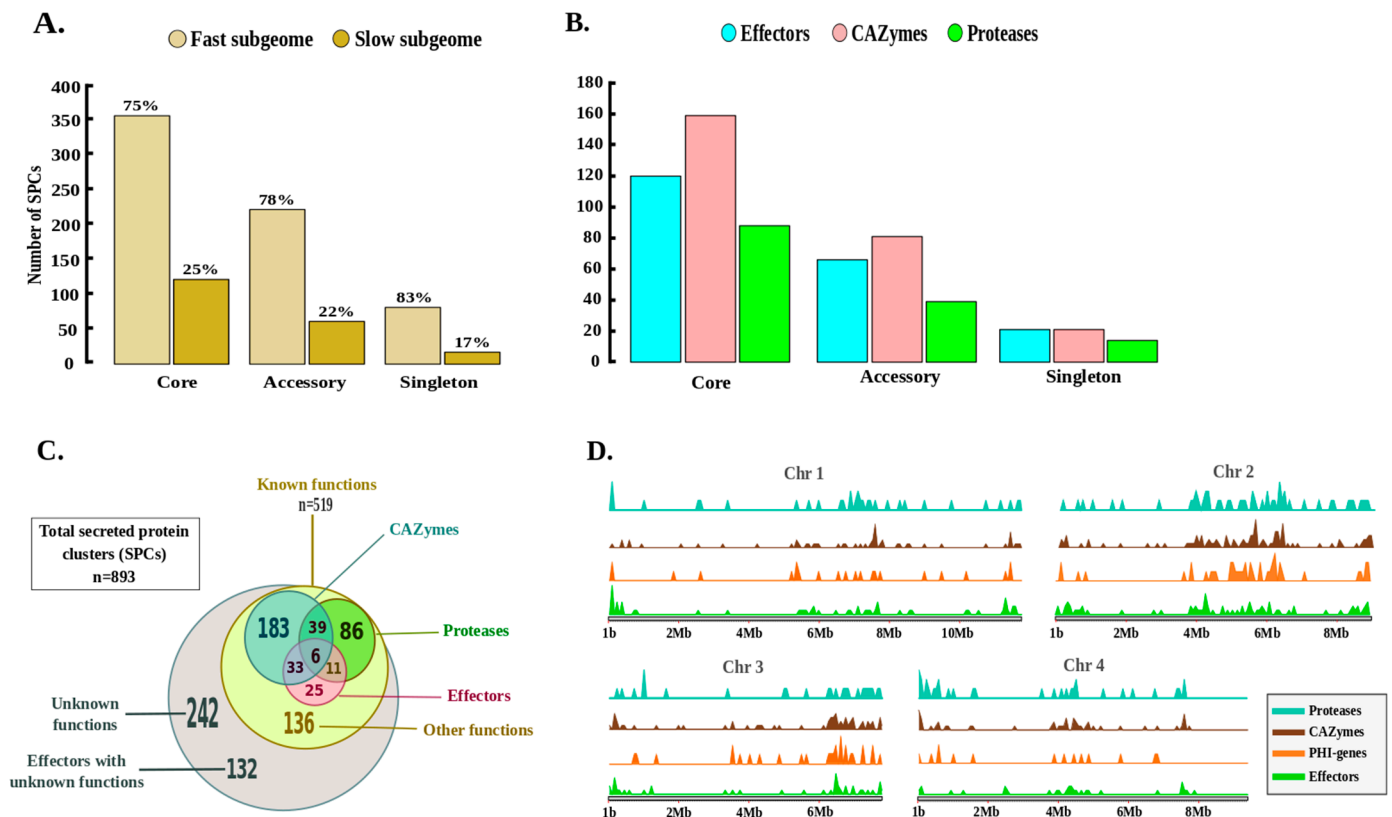 A.
Fast subgeome
Slow subgeome
Number of SPCs
400
350
300
250
200
150
100
50
0
75%
25%
78%
22%
83%
17%
Core
Accessory
Singleton
B.
Effectors
CAZymes
Proteases
180
160
140
120
100
80
60
40
20
0
Core
Accessory
Singleton
C.
Total secreted protein
clusters (SPCs)
n=893
Known functions
n=519
CAZymes
Proteases
Effectors
Other functions
Unknown
functions
Effectors with
unknown functions
183
39
86
6
33
11
25
136
242
132
D.
Chr 1
1b
2Mb
4Mb
6Mb
8Mb
10Mb
Chr 2
1b
2Mb
4Mb
6Mb
8Mb
Chr 3
1b
2Mb
4Mb
6Mb
Chr 4
1b
2Mb
4Mb
6Mb
8Mb
Proteases
CAZymes
PHI-genes
Effectors